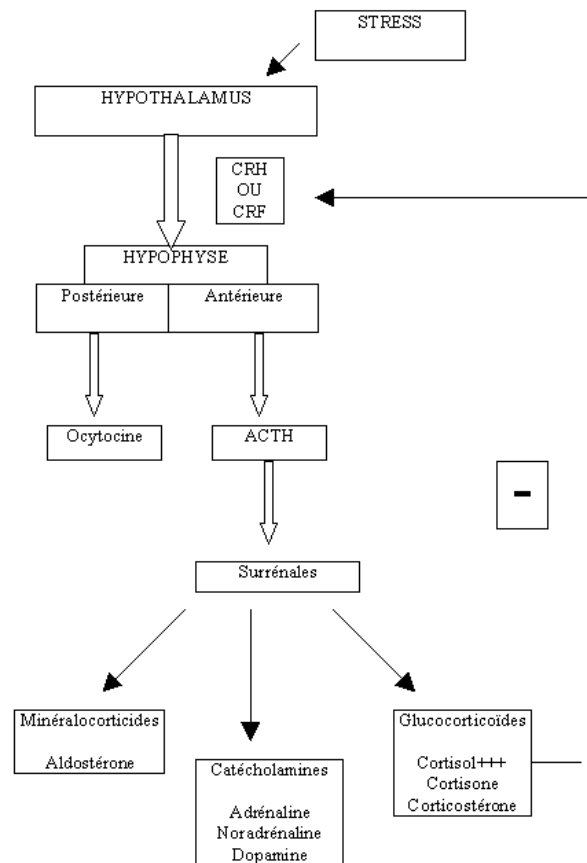 STRESS
HYPOTHALAMUS
CRH
OU
CRF
HYPOPHYSE
Postérieure
Antérieure
Ocytocine
ACTH
-
Surrénales
Minéralocorticides
Aldostérone
Catécholamines
Adrénaline
Noradrénaline
Dopamine
Glucocorticoïdes
Cortisol+++
Cortisone
Corticostérone